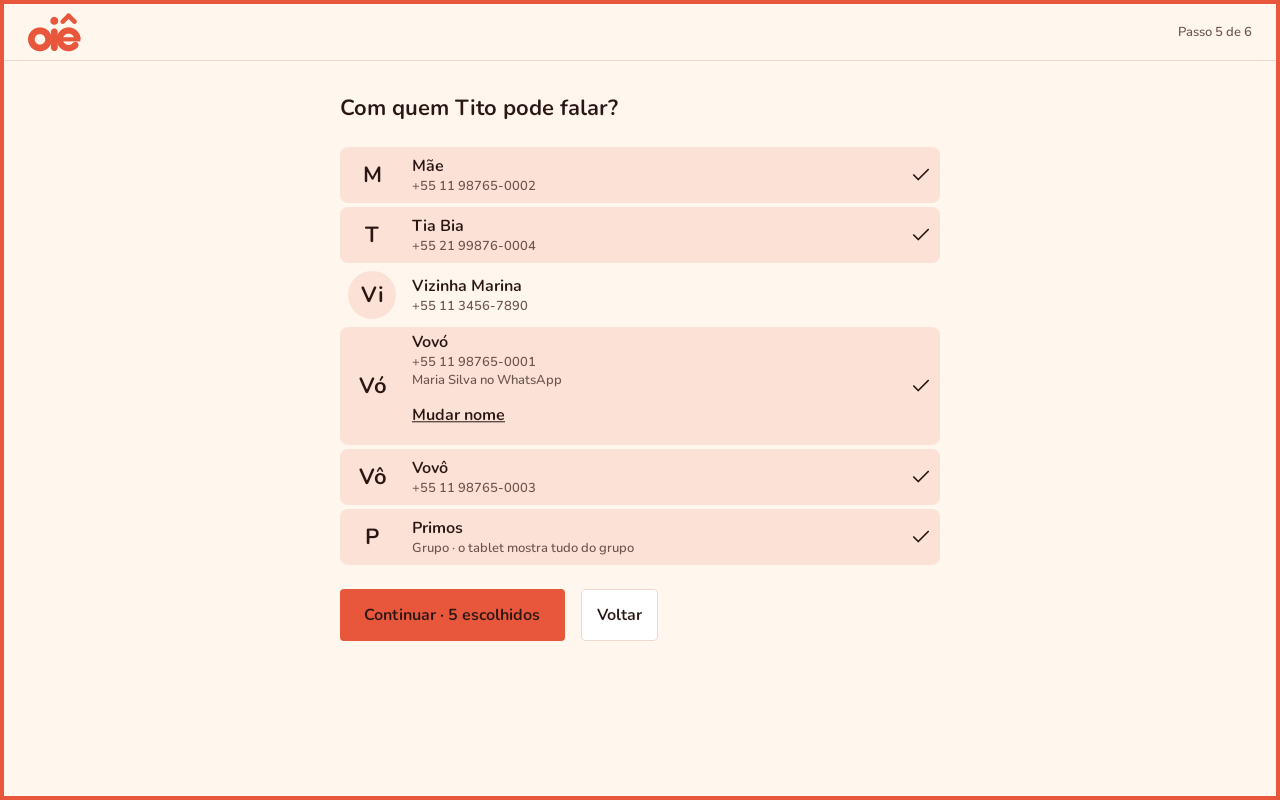 oiê
Passo 5 de 6
Com quem Tito pode falar?
M
Mãe
+55 11 98765-0002
T
Tia Bia
+55 21 99876-0004
Vi
Vizinha Marina
+55 11 3456-7890
Vó
Vovó
+55 11 98765-0001
Maria Silva no WhatsApp
Mudar nome
Vô
Vovô
+55 11 98765-0003
P
Primos
Grupo · o tablet mostra tudo do grupo
Continuar · 5 escolhidos
Voltar